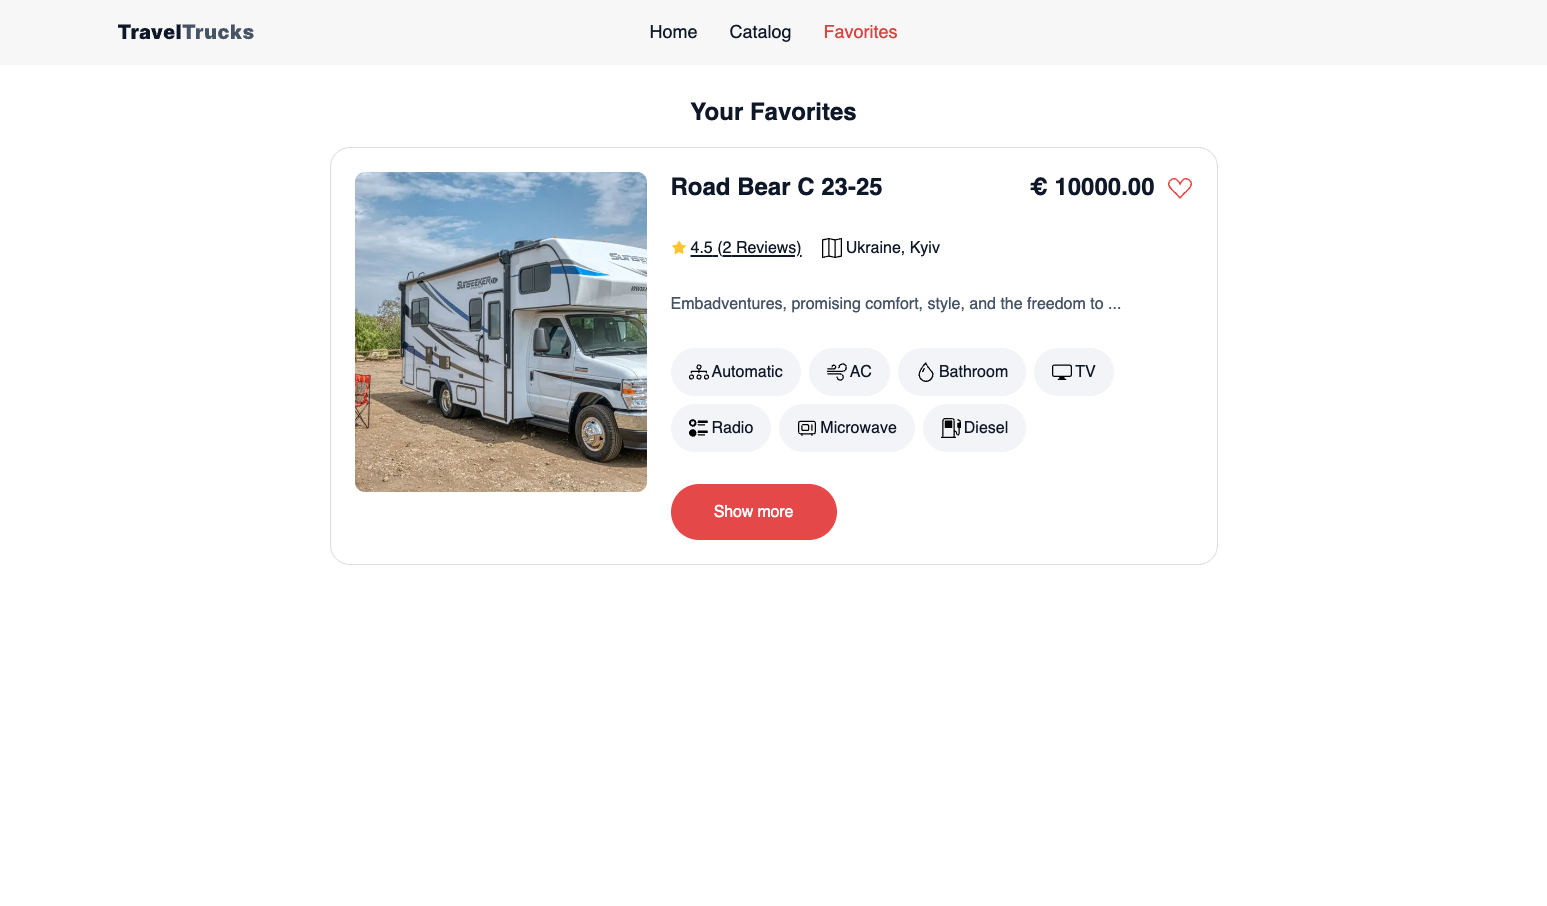 TravelTrucks
Home Catalog Favorites
Your Favorites
Road Bear C 23-25 € 10000.00
4.5 (2 Reviews) Ukraine, Kyiv
Embadventures, promising comfort, style, and the freedom to ...
Automatic AC Bathroom TV
Radio Microwave Diesel
Show more
SUNSEEKER